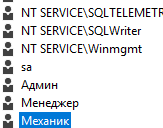 NT SERVICE\SQLTELEMETR
NT SERVICE\SQLWriter
NT SERVICE\Winmgmt
sa
Админ
Менеджер
Механик